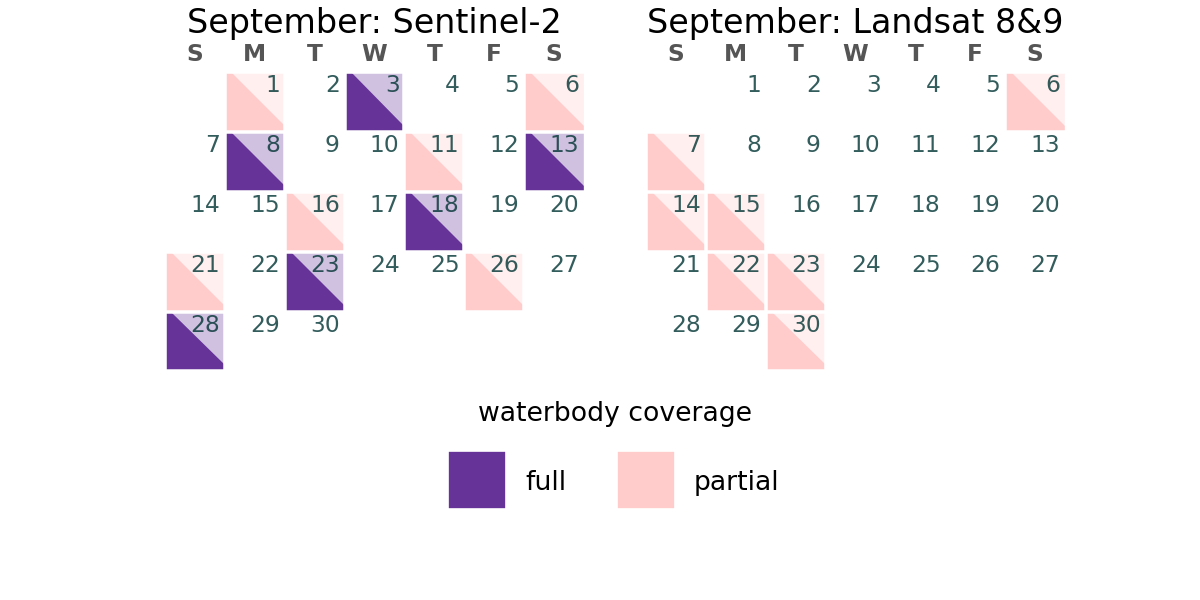 September: Sentinel-2
S M T W T F S
1 2 3 4 5 6
7 8 9 10 11 12 13
14 15 16 17 18 19 20
21 22 23 24 25 26 27
28 29 30
September: Landsat 8&9
S M T W T F S
1 2 3 4 5 6
7 8 9 10 11 12 13
14 15 16 17 18 19 20
21 22 23 24 25 26 27
28 29 30
waterbody coverage
full partial